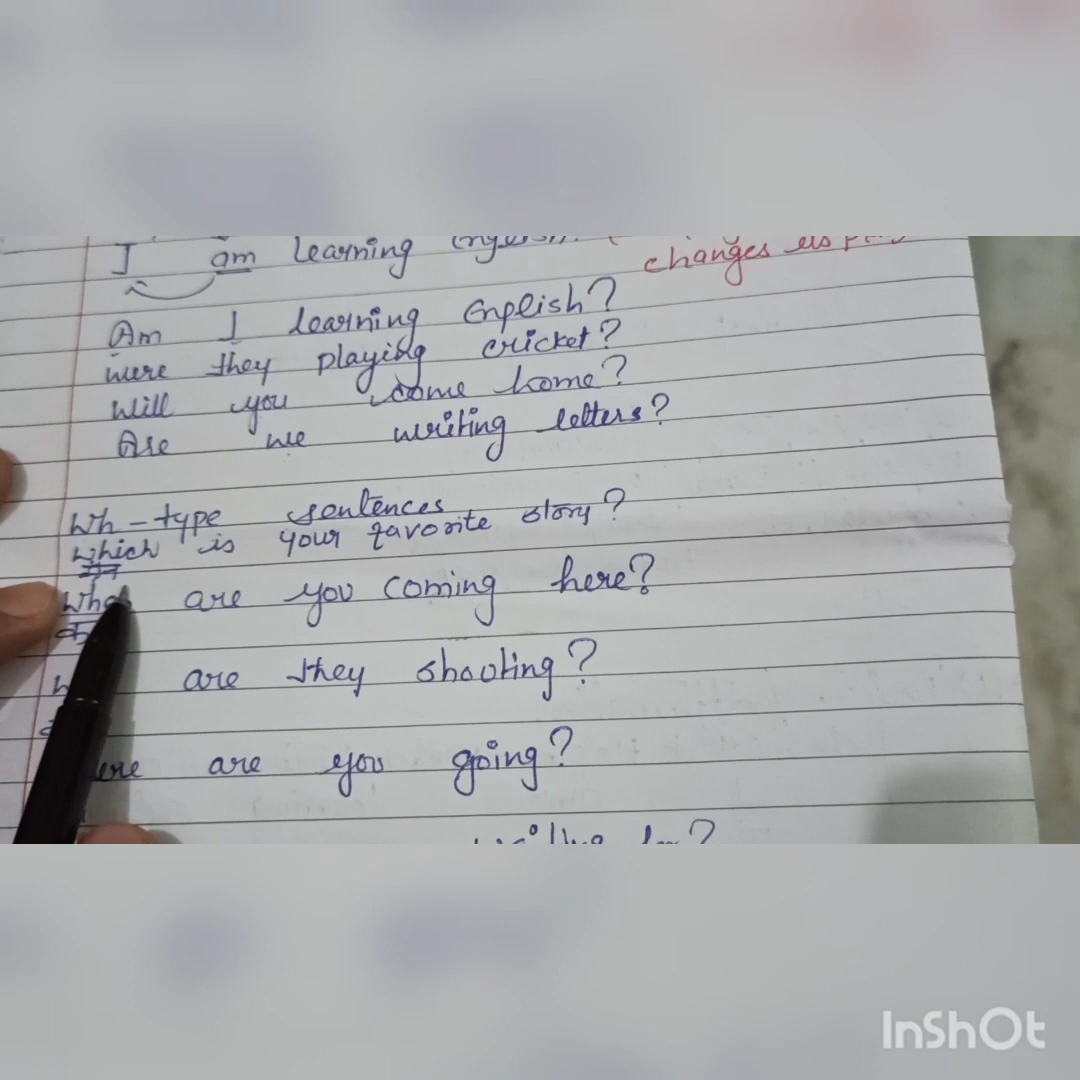 I am learning
changes its
Am I learning English?
were they playing cricket?
Will you come home?
Are we writing letters?
Wh-type sentences
Which is your favorite story?
are you coming here?
are they shooting?
are you going?
InShOt